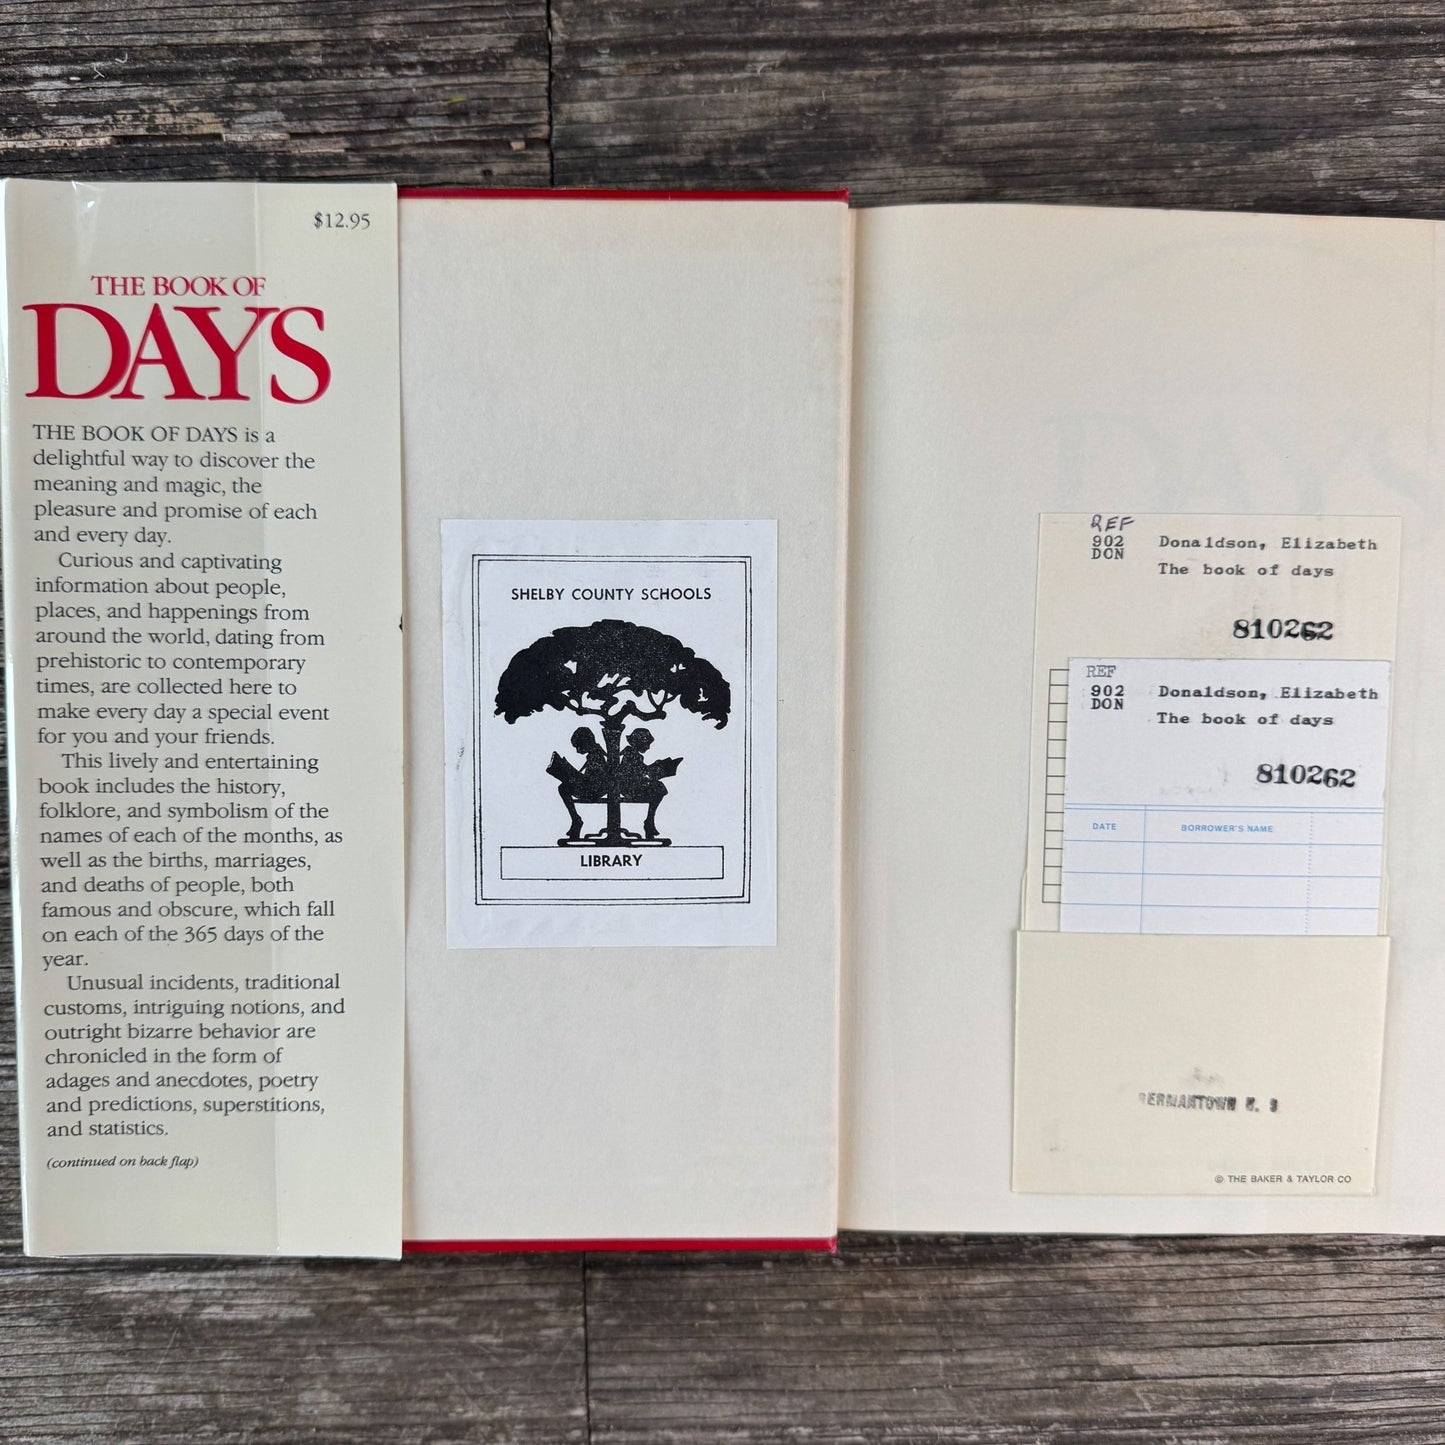 $12.95
THE BOOK OF
DAYS
THE BOOK OF DAYS is a
delightful way to discover the
meaning and magic, the
pleasure and promise of each
and every day.
Curious and captivating
information about people,
places, and happenings from
around the world, dating from
prehistoric to contemporary
times, are collected here to
make every day a special event
for you and your friends.
This lively and entertaining
book includes the history,
folklore, and symbolism of the
names of each of the months, as
well as the births, marriages,
and deaths of people, both
famous and obscure, which fall
on each of the 365 days of the
year.
Unusual incidents, traditional
customs, intriguing notions, and
outright bizarre behavior are
chronicled in the form of
adages and anecdotes, poetry
and predictions, superstitions,
and statistics.
(continued on back flap)
SHELBY COUNTY SCHOOLS
LIBRARY
REF
902 Donaldson, Elizabeth
DON The book of days
810262
REF
902 Donaldson, Elizabeth
DON The book of days
810262
DATE BORROWER'S NAME
GERMANTOWN
© THE BAKER & TAYLOR CO